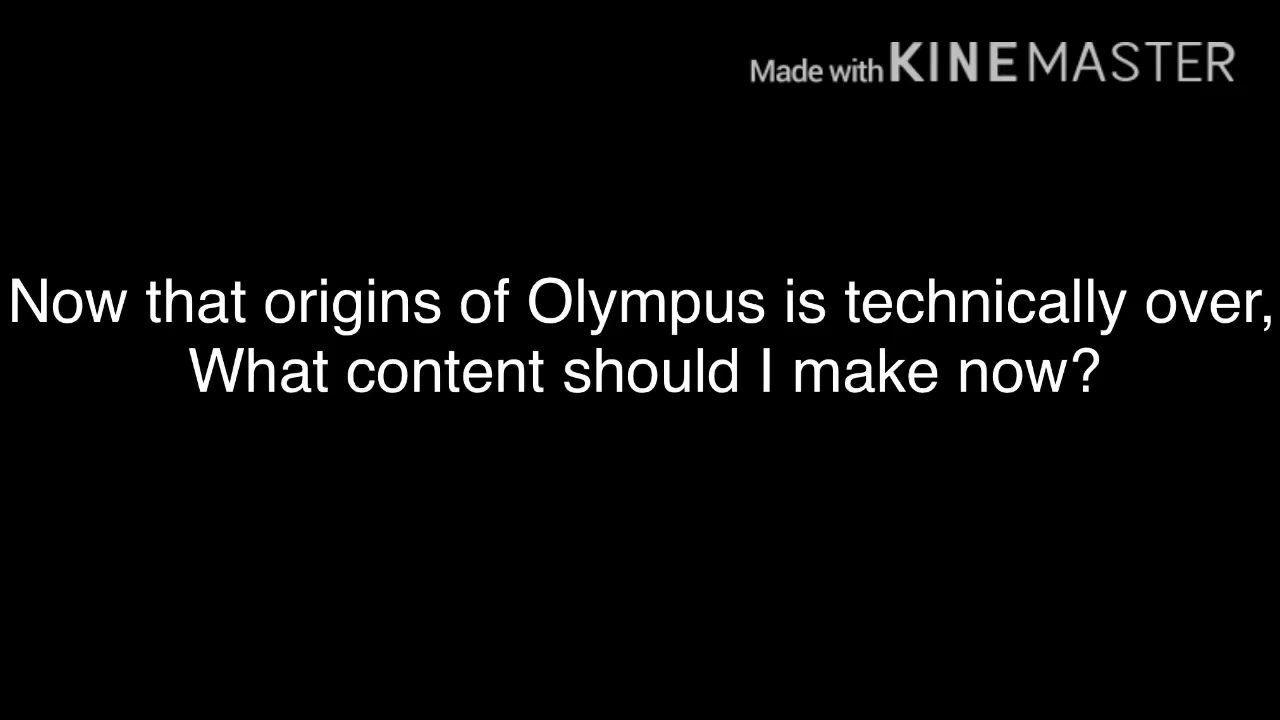 Made with KINEMASTER
Now that origins of Olympus is technically over,
What content should I make now?